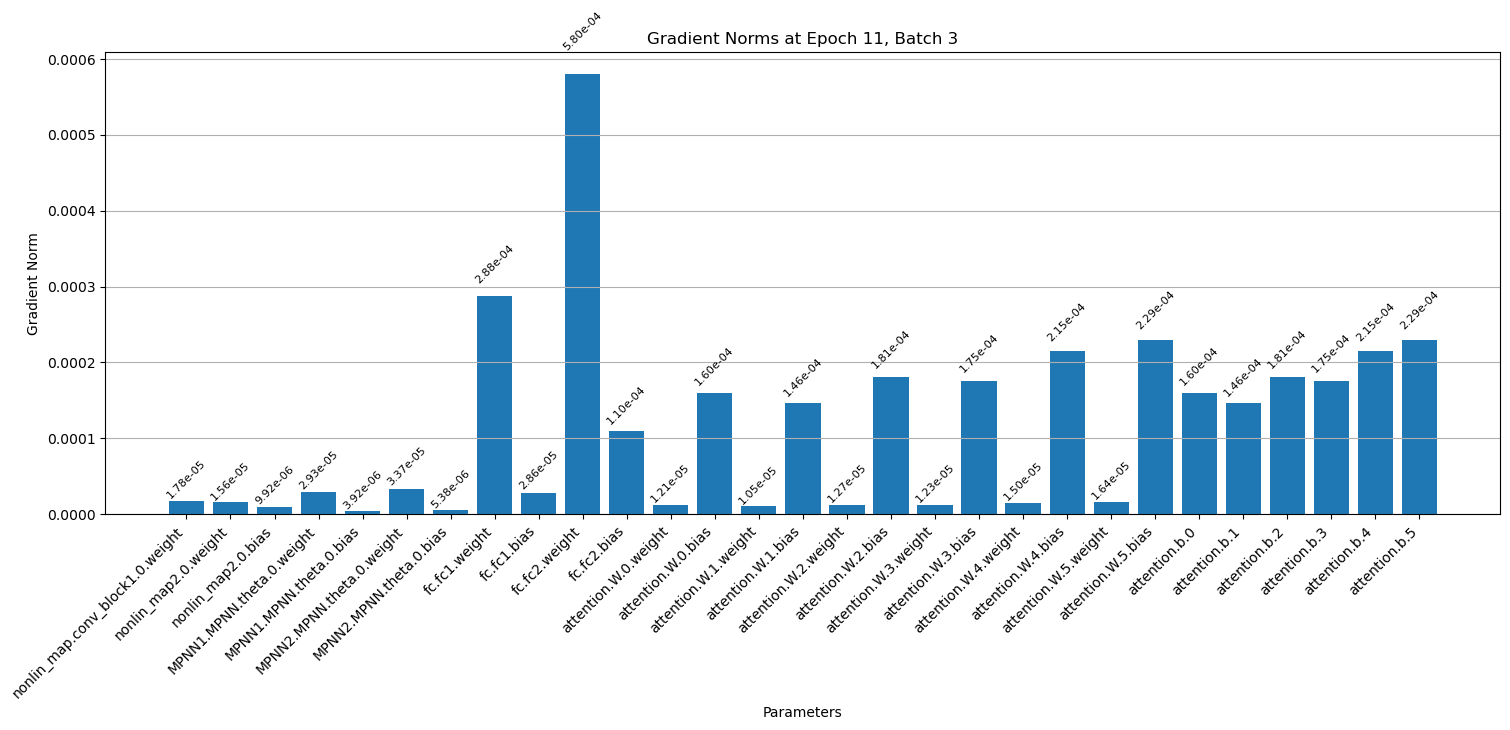 Gradient Norms at Epoch 11, Batch 3
Gradient Norm
0.0006
0.0005
0.0004
0.0003
0.0002
0.0001
0.0000
1.78e-05
1.56e-05
9.92e-06
2.93e-05
3.92e-06
3.37e-05
5.38e-06
2.88e-04
2.86e-05
5.80e-04
1.10e-04
1.21e-05
1.60e-04
1.05e-05
1.46e-04
1.27e-05
1.81e-04
1.23e-05
1.75e-04
1.50e-05
2.15e-04
1.64e-05
2.29e-04
1.60e-04
1.46e-04
1.81e-04
1.75e-04
2.15e-04
2.29e-04
nonlin_map.conv_block1.0.weight
nonlin_map2.0.weight
nonlin_map2.0.bias
MPNN1.MPNN.theta.0.weight
MPNN1.MPNN.theta.0.bias
MPNN2.MPNN.theta.0.weight
MPNN2.MPNN.theta.0.bias
fc.fc1.weight
fc.fc1.bias
fc.fc2.weight
fc.fc2.bias
attention.W.0.weight
attention.W.0.bias
attention.W.1.weight
attention.W.1.bias
attention.W.2.weight
attention.W.2.bias
attention.W.3.weight
attention.W.3.bias
attention.W.4.weight
attention.W.4.bias
attention.W.5.weight
attention.W.5.bias
attention.b.0
attention.b.1
attention.b.2
attention.b.3
attention.b.4
attention.b.5
Parameters